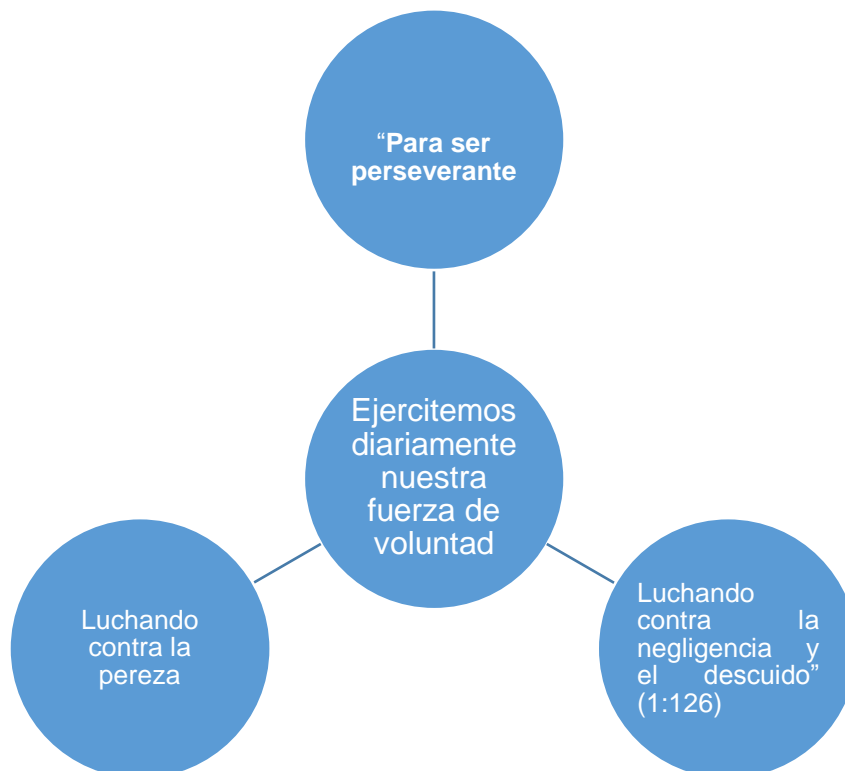 “Para ser
perseverante
Ejercitemos
diariamente
nuestra
fuerza de
voluntad
Luchando
contra la
pereza
Luchando
contra la
negligencia y
el descuido”
(1:126)